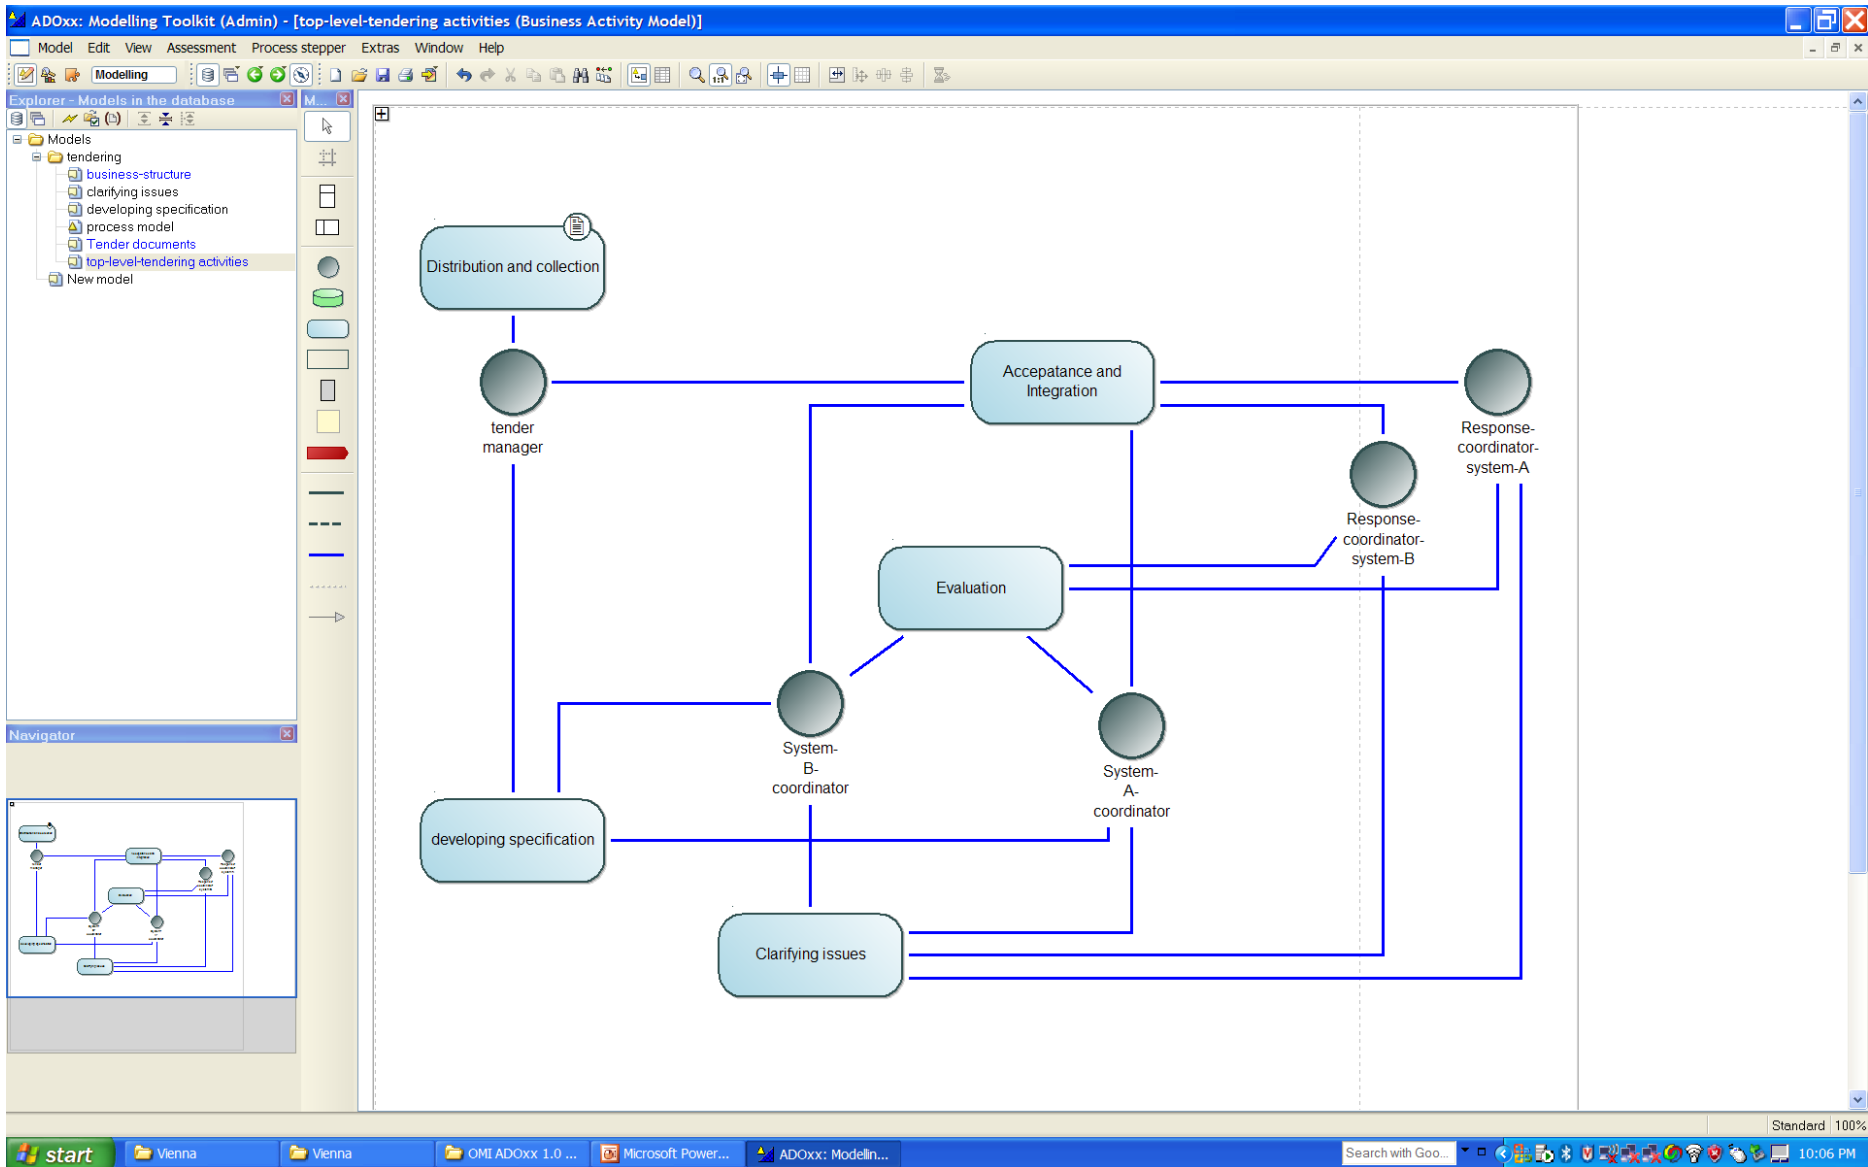 ADOxx: Modelling Toolkit (Admin) - [top-level-tendering activities (Business Activity Model)]
Model Edit View Assessment Process stepper Extras Window Help
Modelling
Explorer - Models in the database
M...
Models
tendering
business-structure
clarifying issues
developing specification
process model
Tender documents
top-level-tendering activities
New model
Distribution and collection
Accepatance and
Integration
tender
manager
Response-
coordinator-
system-A
Response-
coordinator-
system-B
Evaluation
System-
B-
coordinator
System-
A-
coordinator
developing specification
Clarifying issues
Navigator
Standard 100%
start
Vienna
Vienna
OMI ADOxx 1.0 ...
Microsoft Power...
ADOxx: Modellin...
Search with Goo...
10:06 PM